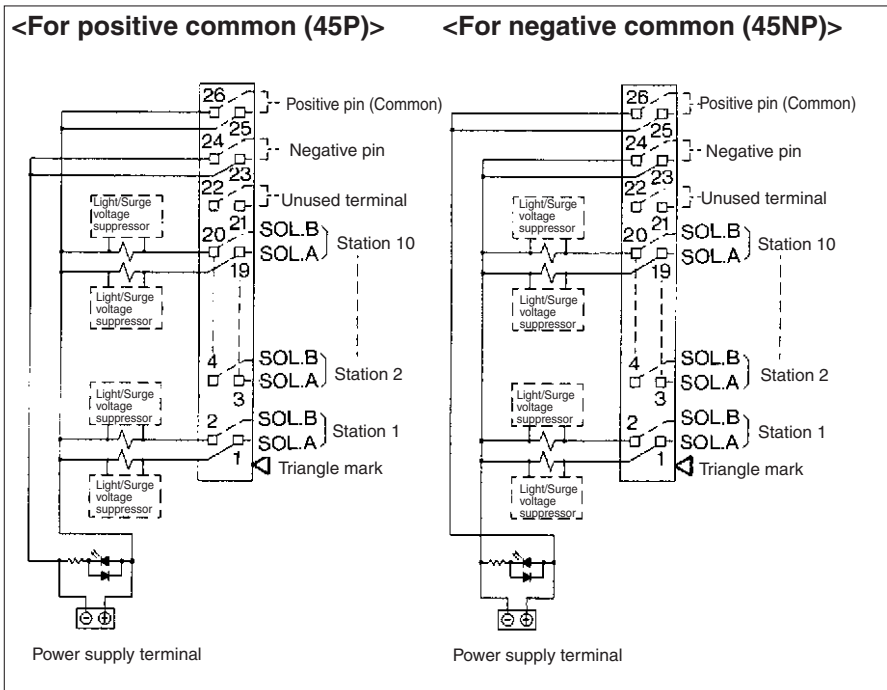 <For positive common (45P)>
26
Positive pin (Common)
25
24
Negative pin
23
22
Unused terminal
Light/Surge
voltage
suppressor
21
20
SOL.B
SOL.A
Station 10
19
Light/Surge
voltage
suppressor
4
SOL.B
SOL.A
Station 2
3
Light/Surge
voltage
suppressor
2
SOL.B
SOL.A
Station 1
1
Triangle mark
Light/Surge
voltage
suppressor
⊖ ⊕
Power supply terminal
<For negative common (45NP)>
26
Positive pin (Common)
25
24
Negative pin
23
22
Unused terminal
Light/Surge
voltage
suppressor
21
20
SOL.B
SOL.A
Station 10
19
Light/Surge
voltage
suppressor
4
SOL.B
SOL.A
Station 2
3
Light/Surge
voltage
suppressor
2
SOL.B
SOL.A
Station 1
1
Triangle mark
Light/Surge
voltage
suppressor
⊖ ⊕
Power supply terminal